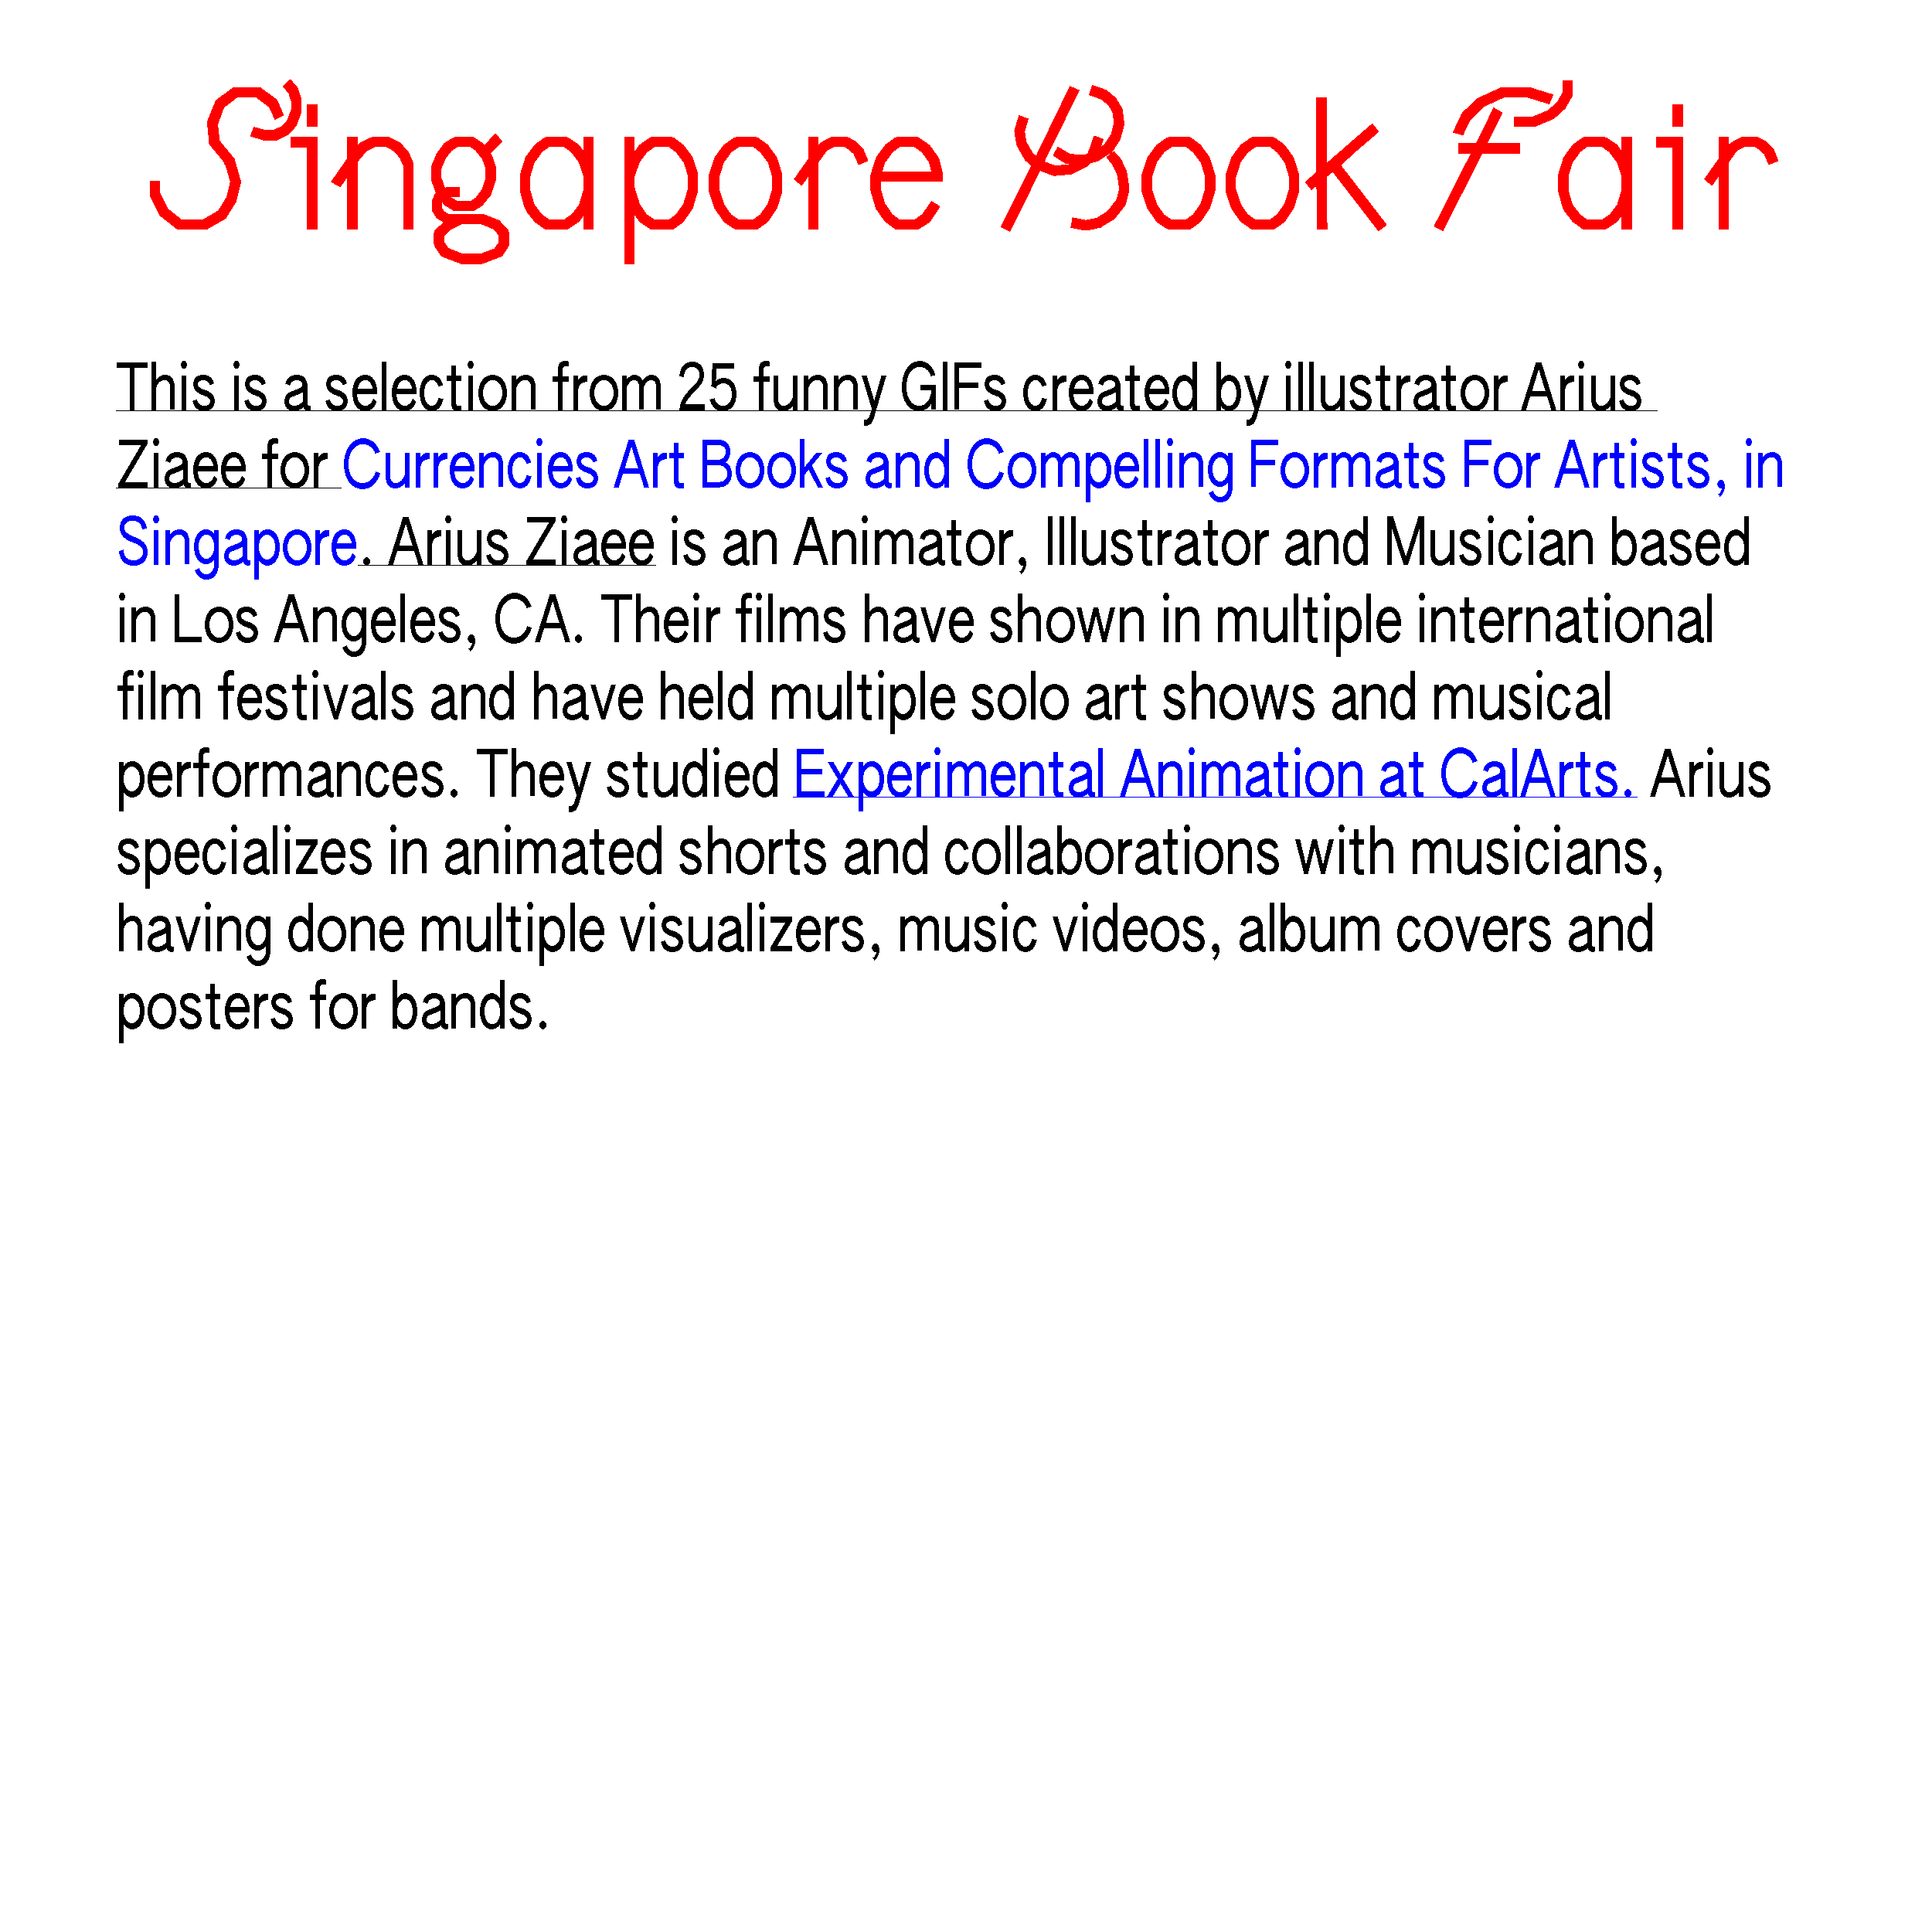 Singapore Book Fair
This is a selection from 25 funny GIFs created by illustrator Arius
Ziaee for Currencies Art Books and Compelling Formats For Artists, in
Singapore. Arius Ziaee is an Animator, Illustrator and Musician based
in Los Angeles, CA. Their films have shown in multiple international
film festivals and have held multiple solo art shows and musical
performances. They studied Experimental Animation at CalArts. Arius
specializes in animated shorts and collaborations with musicians,
having done multiple visualizers, music videos, album covers and
posters for bands.